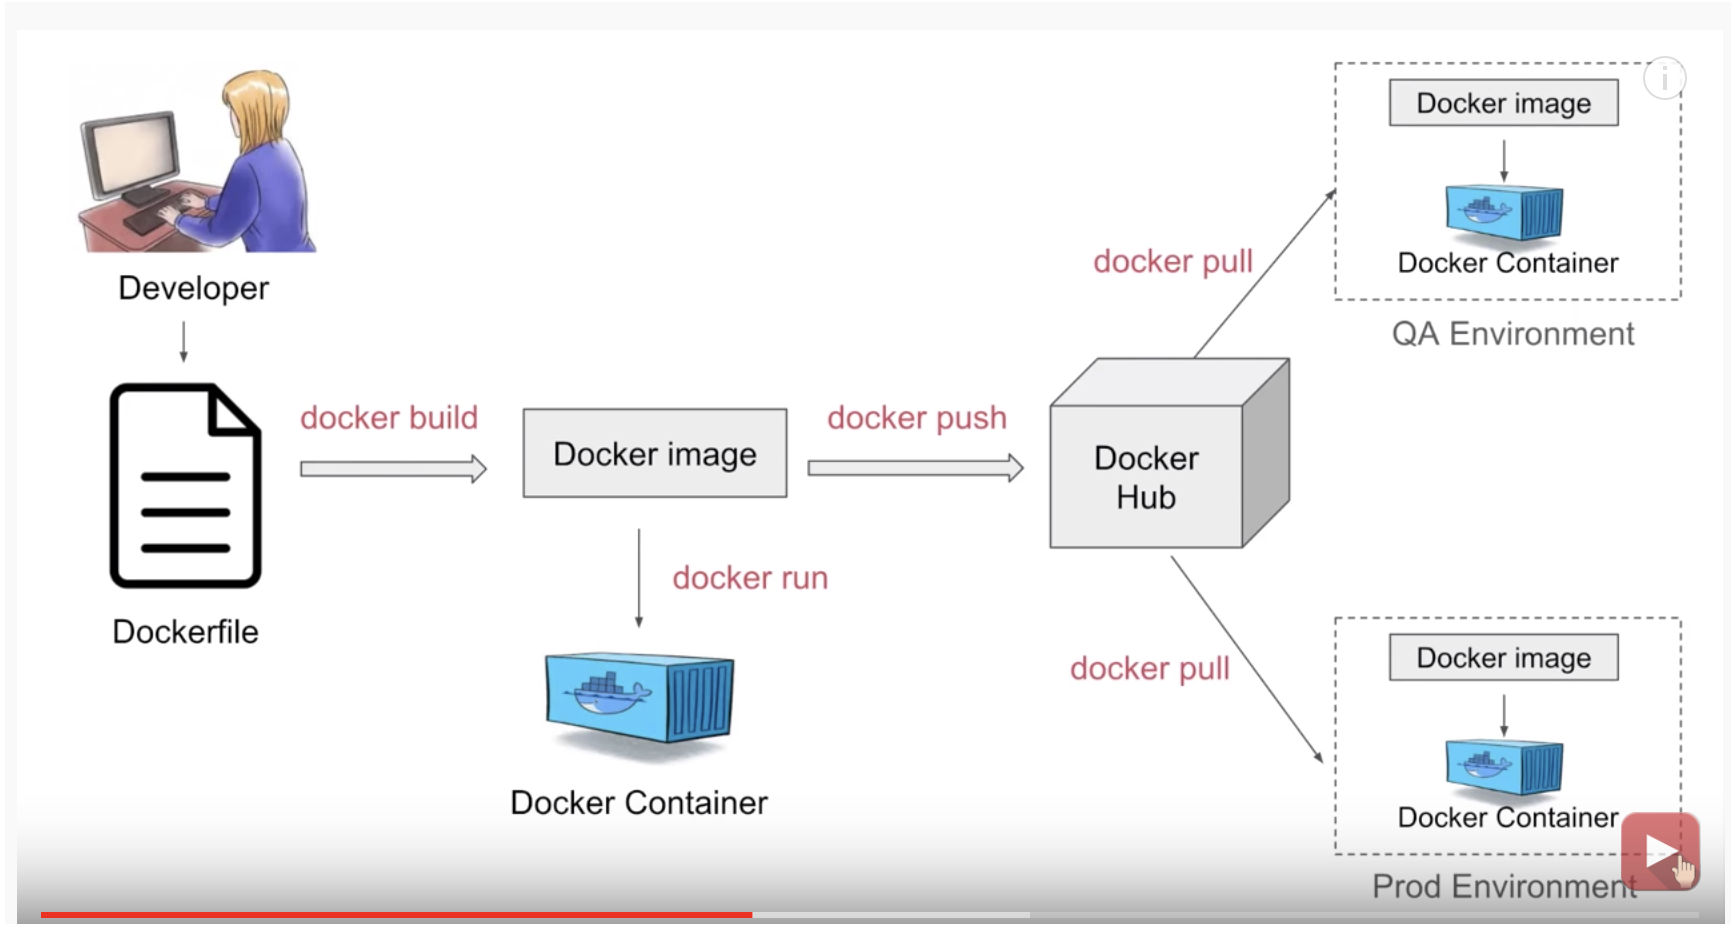 Developer
Dockerfile
docker build
Docker image
docker run
Docker Container
docker push
Docker
Hub
docker pull
Docker image
Docker Container
QA Environment
docker pull
Docker image
Docker Container
Prod Environment